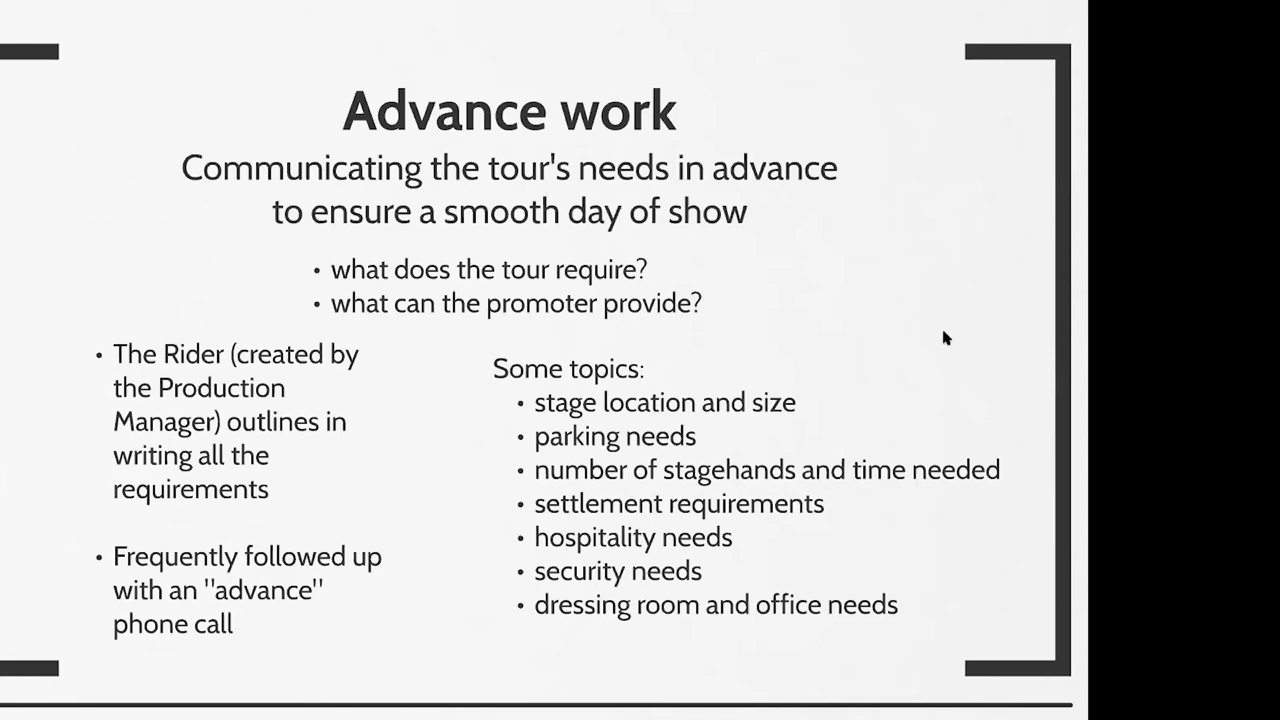 Advance work
Communicating the tour's needs in advance
to ensure a smooth day of show
• what does the tour require?
• what can the promoter provide?
• The Rider (created by
the Production
Manager) outlines in
writing all the
requirements
• Frequently followed up
with an "advance"
phone call
Some topics:
• stage location and size
• parking needs
• number of stagehands and time needed
• settlement requirements
• hospitality needs
• security needs
• dressing room and office needs